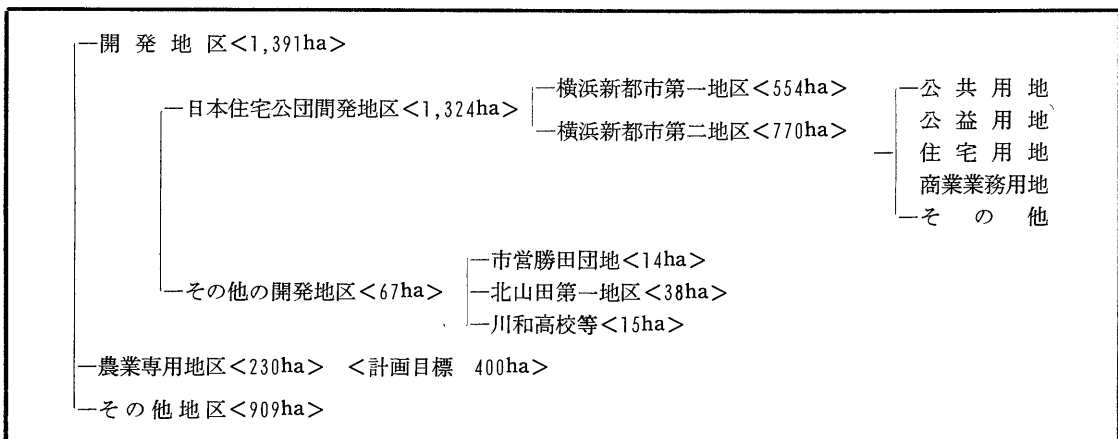 開発地区<1,391ha>
日本住宅公団開発地区<1,324ha>
横浜新都市第一地区<554ha>
横浜新都市第二地区<770ha>
公共用地
公益用地
住宅用地
商業業務用地
その他
その他の開発地区<67ha>
市営勝田団地<14ha>
北山田第一地区<38ha>
川和高校等<15ha>
農業専用地区<230ha> <計画目標 400ha>
その他地区<909ha>